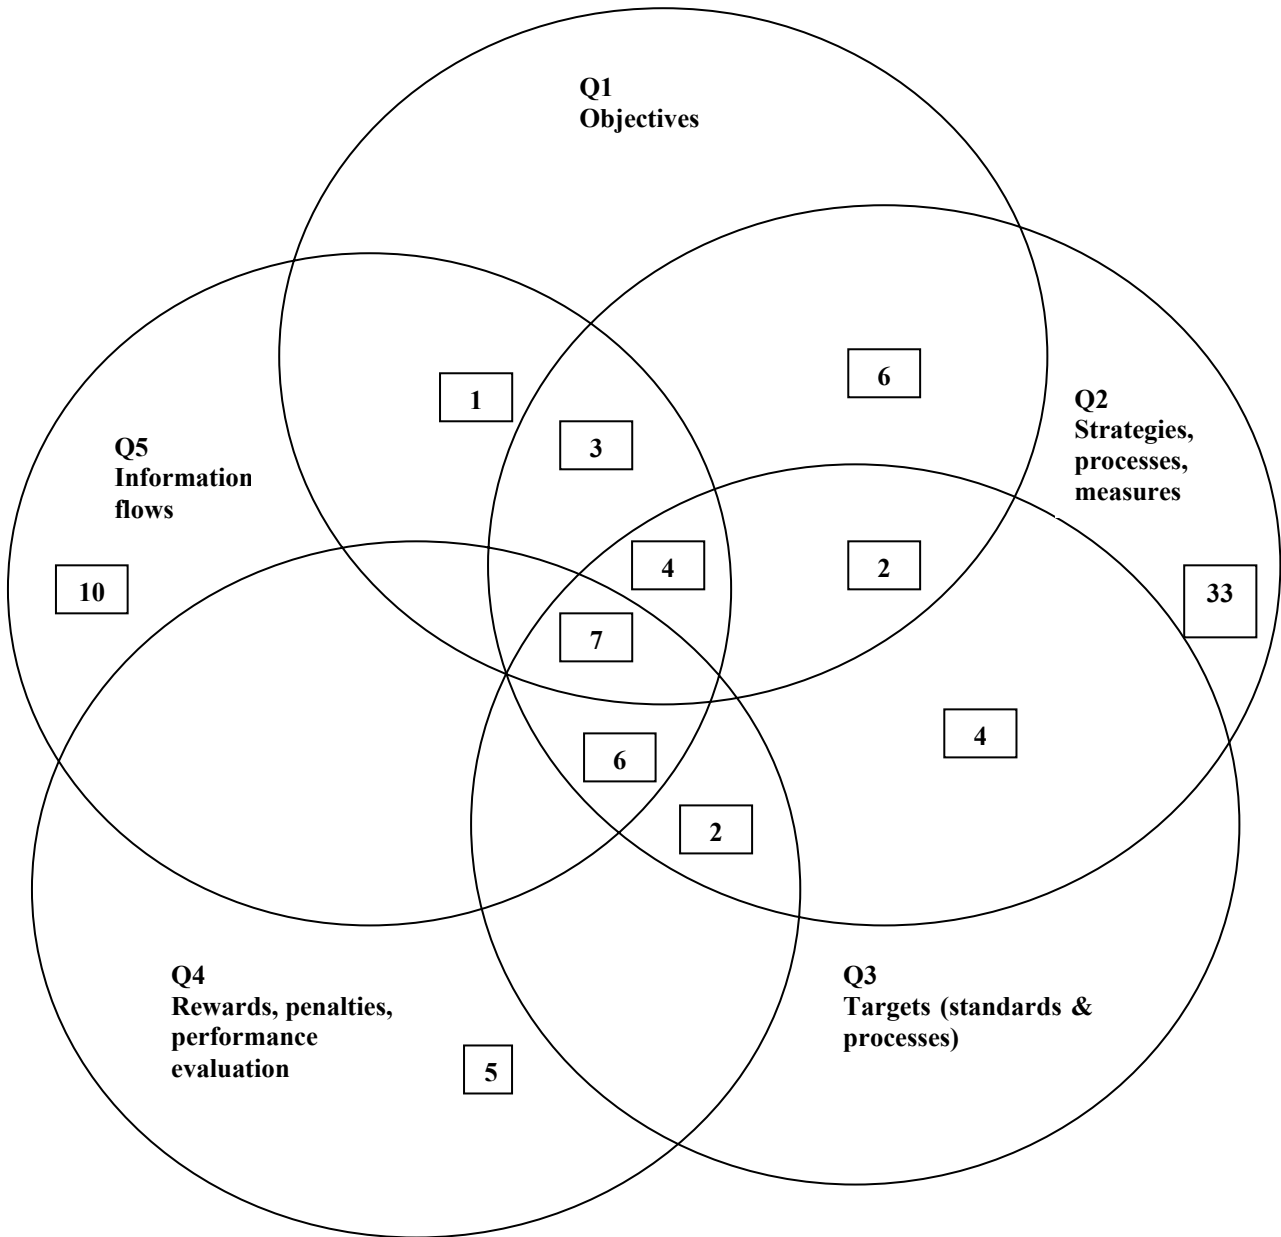 Q1
Objectives
6
1
Q2
Strategies,
processes,
measures
3
Q5
Information
flows
4
2
10
33
7
4
6
2
Q4
Rewards, penalties,
performance
evaluation
Q3
Targets (standards &
processes)
5